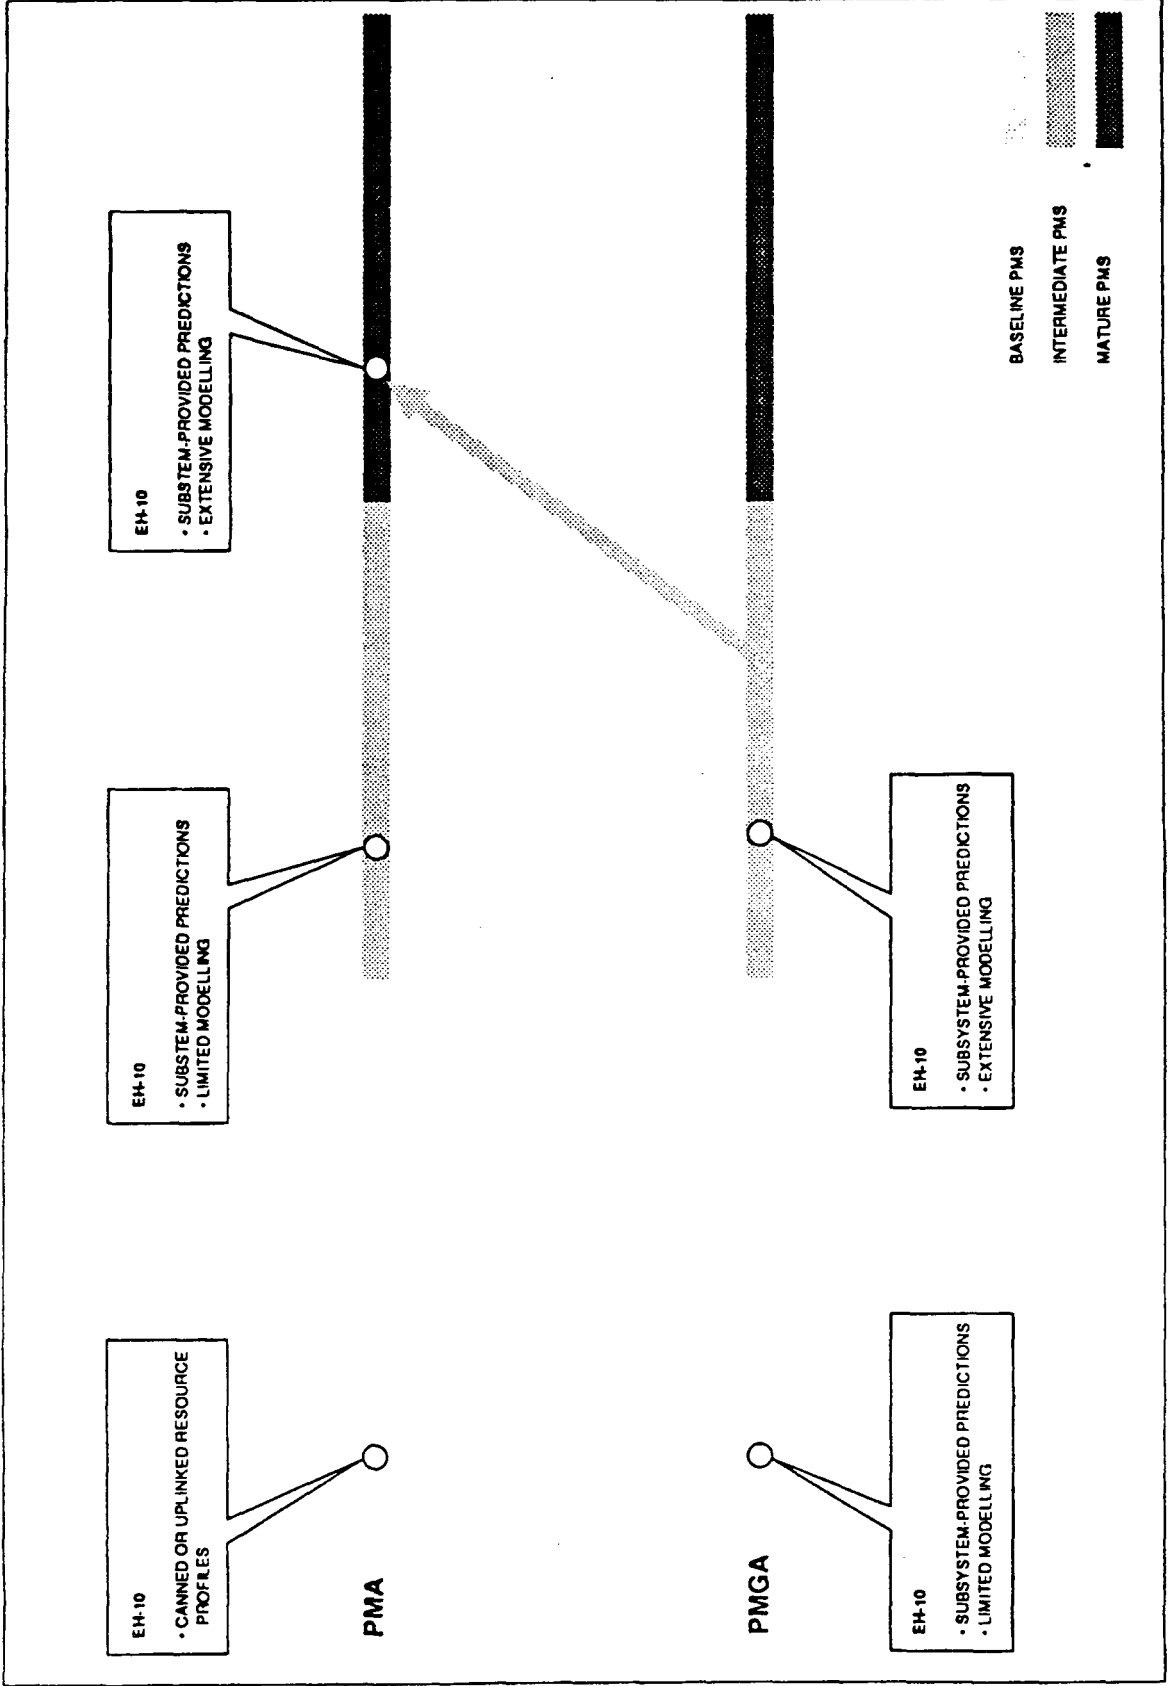 EH-10
• CANNED OR UPLINKED RESOURCE
PROFILES
EH-10
• SUBSTEM-PROVIDED PREDICTIONS
• LIMITED MODELLING
EH-10
• SUBSTEM-PROVIDED PREDICTIONS
• EXTENSIVE MODELLING
PMA
PMGA
EH-10
• SUBSYSTEM-PROVIDED PREDICTIONS
• LIMITED MODELLING
EH-10
• SUBSYSTEM-PROVIDED PREDICTIONS
• EXTENSIVE MODELLING
BASELINE PMS
INTERMEDIATE PMS
MATURE PMS